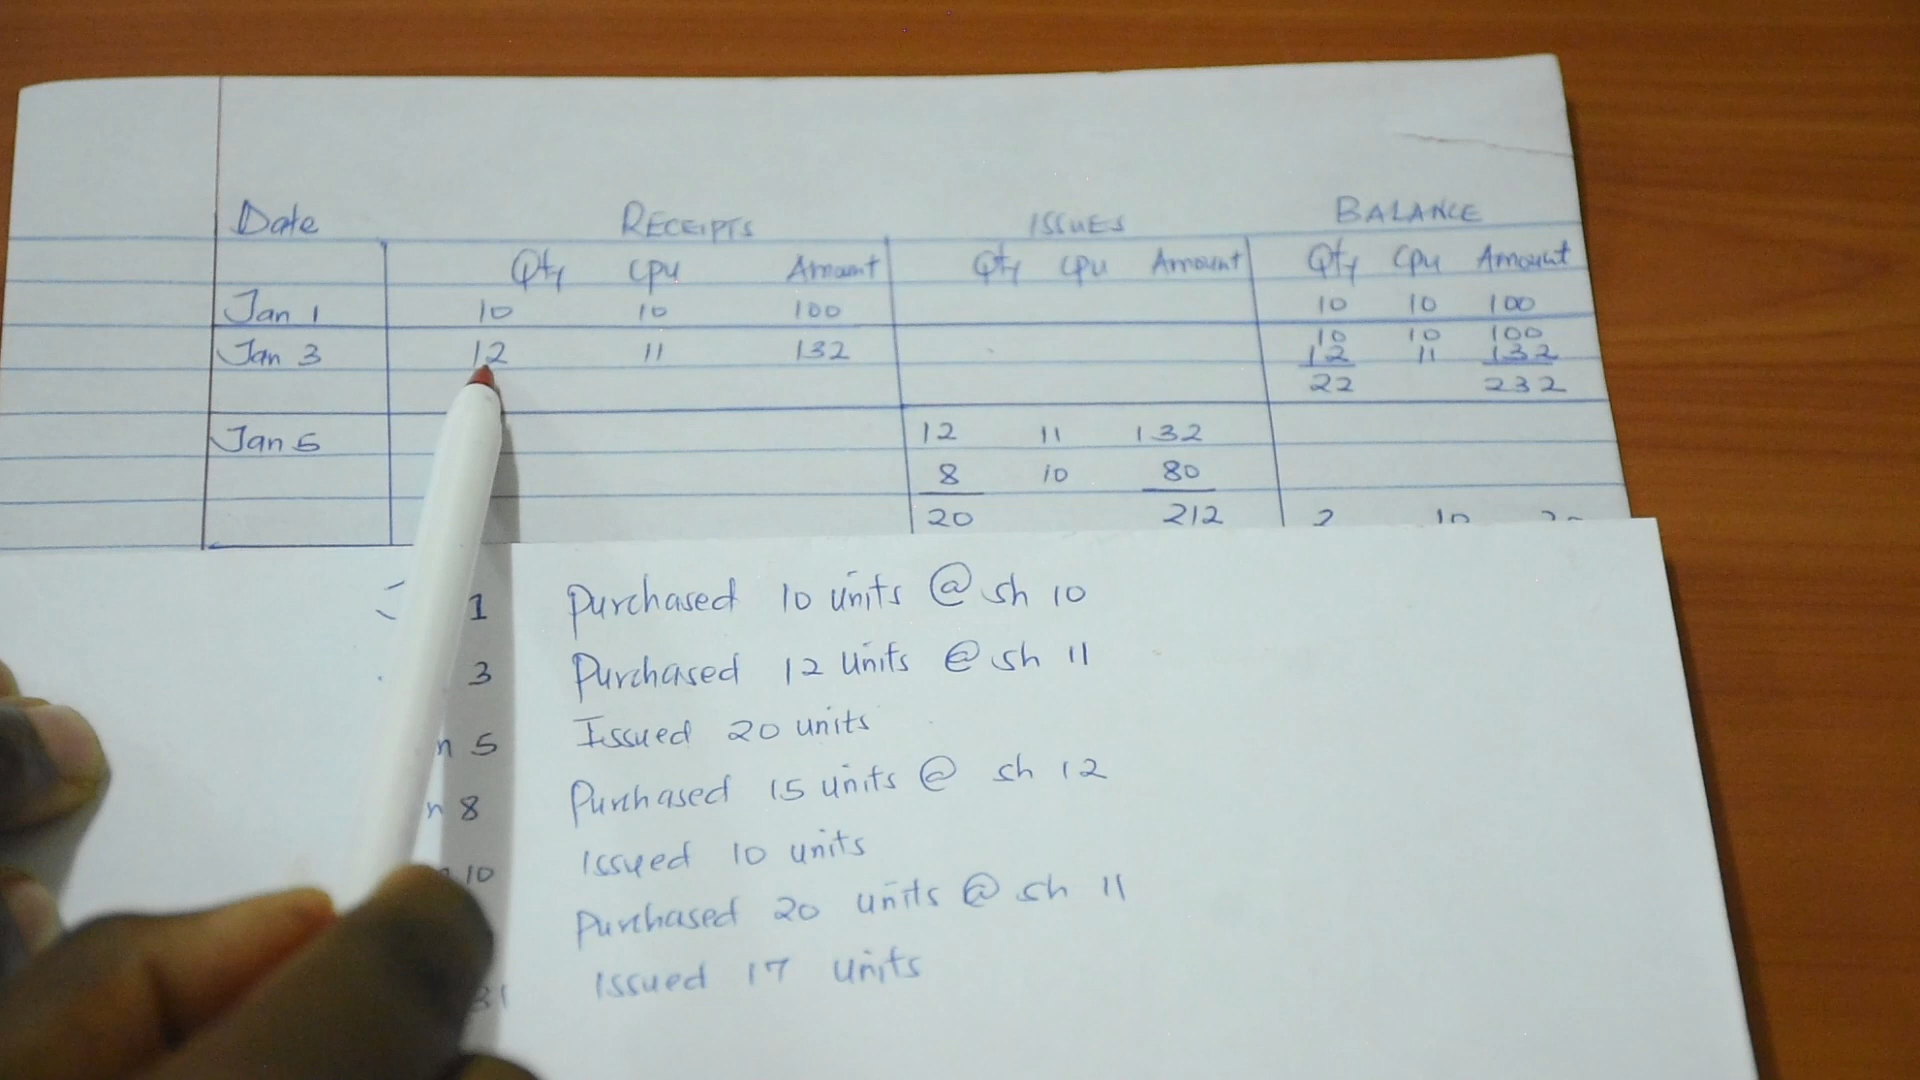 Date RECEIPTS ISSUES BALANCE
Qty Cpu Amount Qty Cpu Amount Qty Cpu Amount
Jan 1 10 10 100 10 10 100
10 10 100
Jan 3 12 11 132 12 11 132
22 232
Jan 5 12 11 132
8 10 80
20 212 2 10
1 Purchased 10 units @ sh 10
3 Purchased 12 units @ sh 11
n 5 Issued 20 units
n 8 Purchased 15 units @ sh 12
10 Issued 10 units
Purchased 20 units @ sh 11
31 Issued 17 units